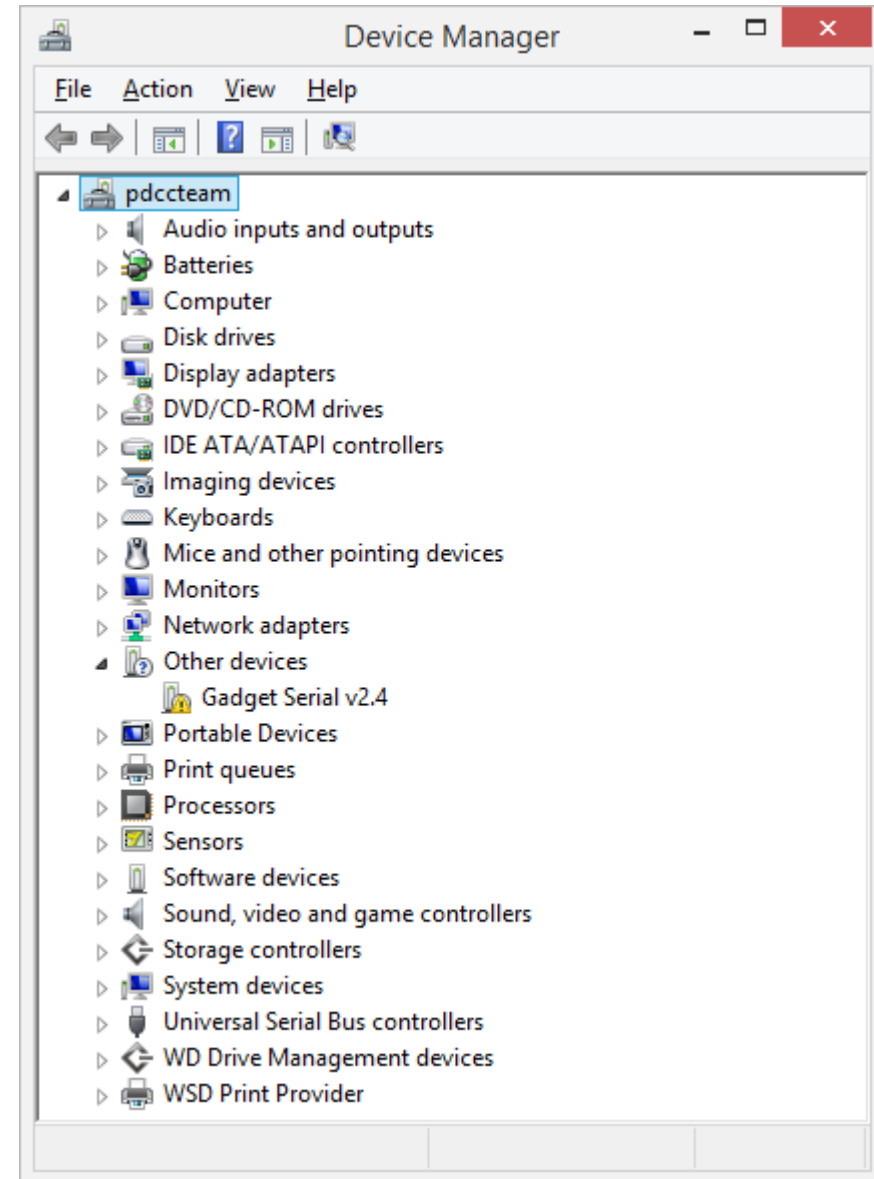 Device Manager
File Action View Help
pdccteam
Audio inputs and outputs
Batteries
Computer
Disk drives
Display adapters
DVD/CD-ROM drives
IDE ATA/ATAPI controllers
Imaging devices
Keyboards
Mice and other pointing devices
Monitors
Network adapters
Other devices
Gadget Serial v2.4
Portable Devices
Print queues
Processors
Sensors
Software devices
Sound, video and game controllers
Storage controllers
System devices
Universal Serial Bus controllers
WD Drive Management devices
WSD Print Provider